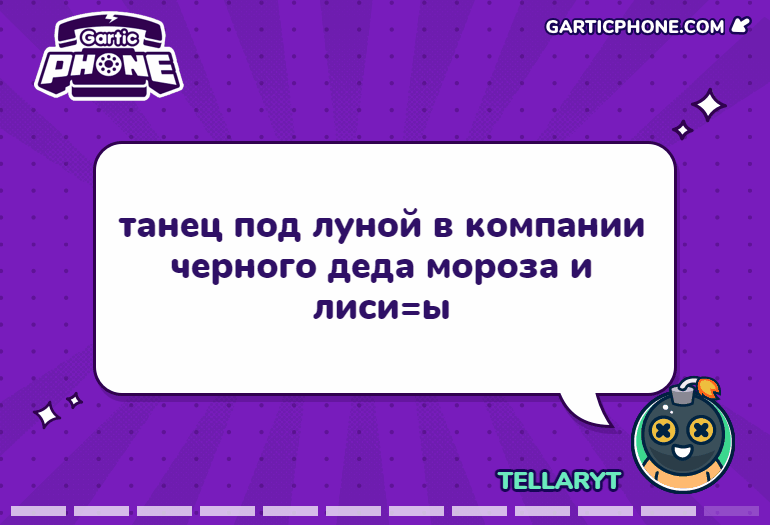 Gartic
PHONE
GARTICPHONE.COM
танец под луной в компании
черного деда мороза и
лиси=ы
TELLARYT